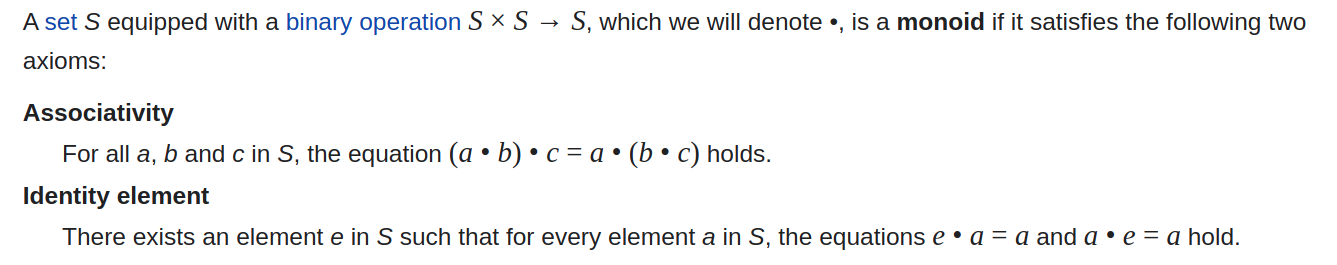 A set S equipped with a binary operation S × S → S, which we will denote •, is a monoid if it satisfies the following two
axioms:
Associativity
For all a, b and c in S, the equation (a • b) • c = a • (b • c) holds.
Identity element
There exists an element e in S such that for every element a in S, the equations e • a = a and a • e = a hold.